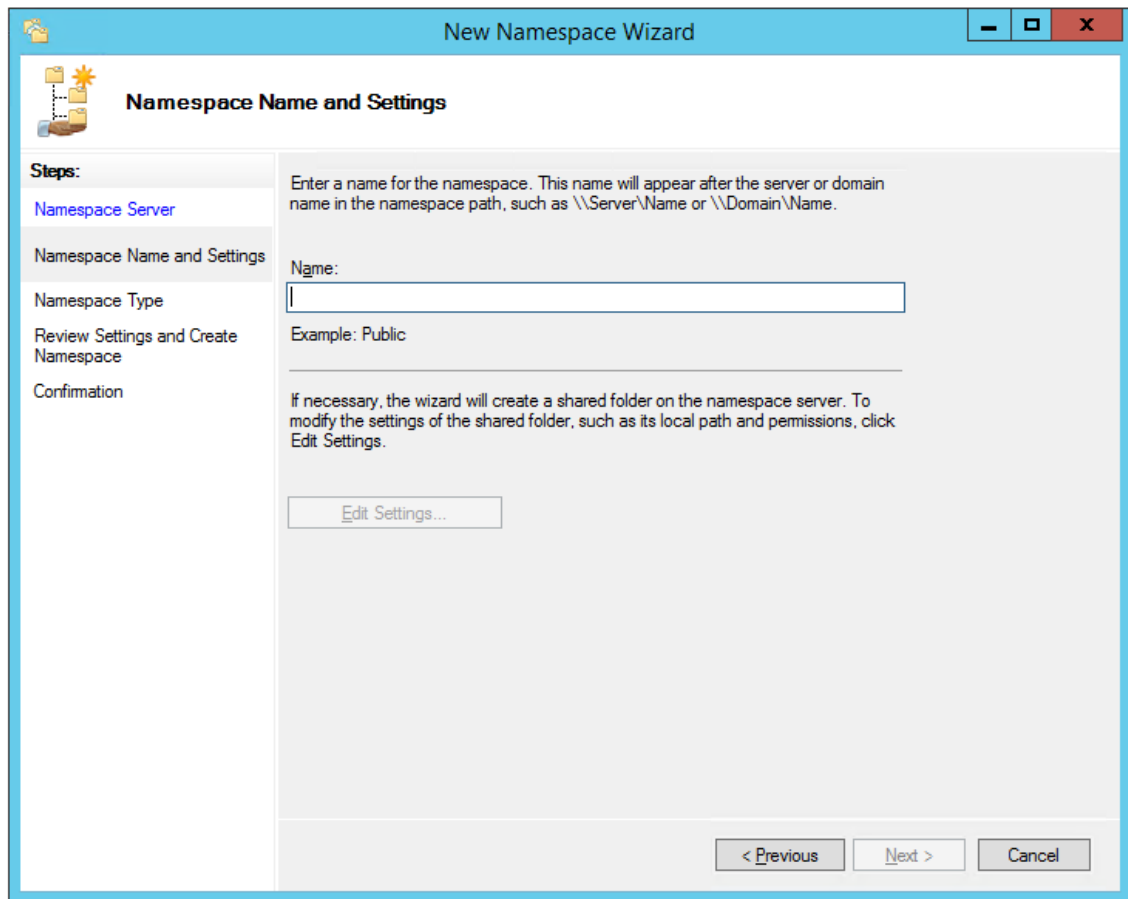 New Namespace Wizard
Namespace Name and Settings
Steps:
Namespace Server
Namespace Name and Settings
Namespace Type
Review Settings and Create
Namespace
Confirmation
Enter a name for the namespace. This name will appear after the server or domain
name in the namespace path, such as \\Server\Name or \\Domain\Name.
Name:
Example: Public
If necessary, the wizard will create a shared folder on the namespace server. To
modify the settings of the shared folder, such as its local path and permissions, click
Edit Settings.
Edit Settings...
< Previous
Next >
Cancel